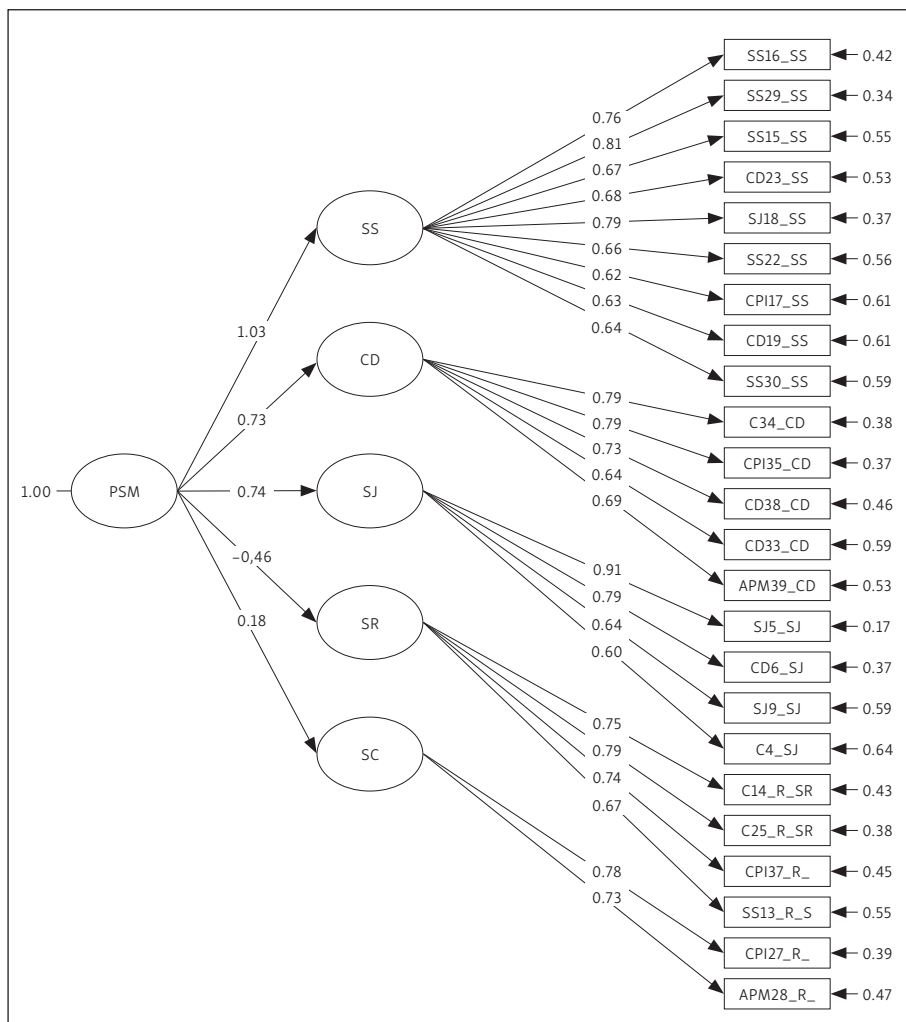 SS16_SS 0.42
SS29_SS 0.34
0.76
SS15_SS 0.55
0.81
0.67
CD23_SS 0.53
0.68
SJ18_SS 0.37
SS
0.79
0.66
SS22_SS 0.56
0.62
CPI17_SS 0.61
0.63
1.03
0.64
CD19_SS 0.61
CD
SS30_SS 0.59
0.79
0.73
C34_CD 0.38
0.79
0.73
CPI35_CD 0.37
0.64
1.00 PSM 0.74 SJ
0.69
CD38_CD 0.46
CD33_CD 0.59
−0,46
0.91
APM39_CD 0.53
0.79
0.18
SR
0.64
SJ5_SJ 0.17
0.60
CD6_SJ 0.37
SJ9_SJ 0.59
0.75
SC
C4_SJ 0.64
0.79
0.74
C14_R_SR 0.43
0.67
C25_R_SR 0.38
0.78
CPI37_R_ 0.45
0.73
SS13_R_S 0.55
CPI27_R_ 0.39
APM28_R_ 0.47